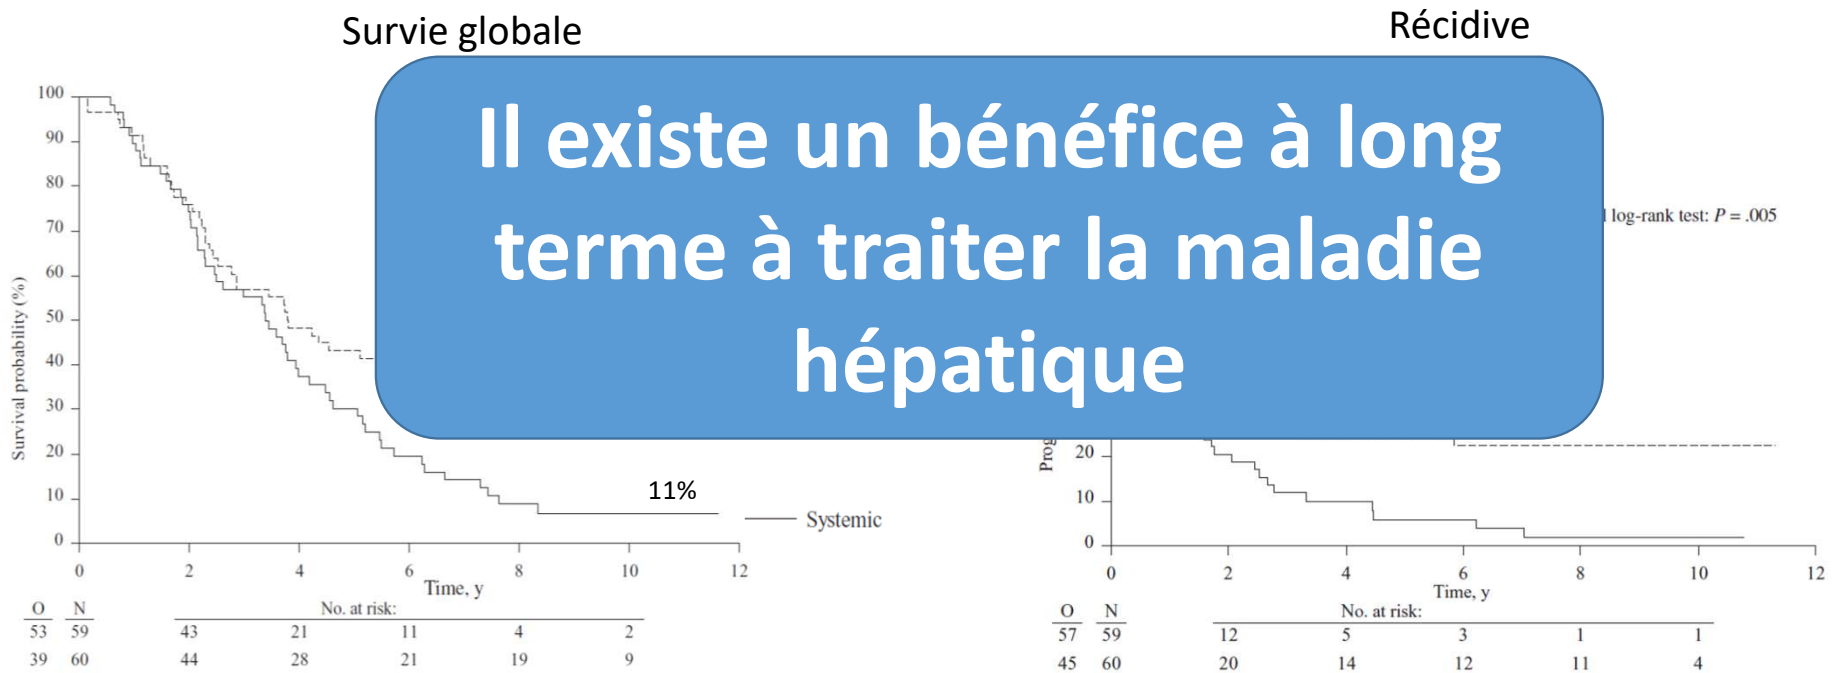 Survie globale
Récidive
Il existe un bénéfice à long
terme à traiter la maladie
hépatique
log-rank test: P = .005
Survival probability (%)
100
90
80
70
60
50
40
30
20
10
0
11%
Systemic
0 2 4 6 8 10 12
Time, y
O N No. at risk:
53 59 43 21 11 4 2
39 60 44 28 21 19 9
20
10
0
0 2 4 6 8 10 12
Time, y
O N No. at risk:
57 59 12 5 3 1 1
45 60 20 14 12 11 4